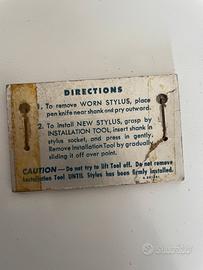 DIRECTIONS
1. To remove WORN STYLUS, place
pen knife near shank and pry outward.
2. To install NEW STYLUS, grasp by
INSTALLATION TOOL, insert shank in
stylus socket, and press in gently.
Remove Installation Tool by gradually
sliding it off over point.
CAUTION—Do not try to lift Tool off. Do not remove
Installation Tool UNTIL Stylus has been firmly installed.
subito